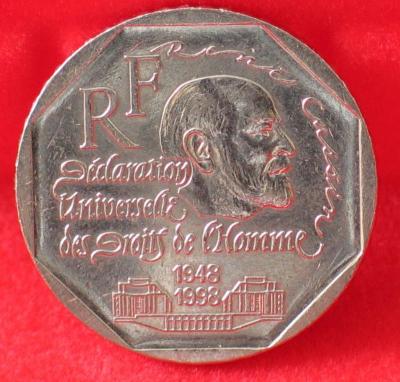 René Cassin
RF
Déclaration
Universelle
des Droits de l'Homme
1948
1998